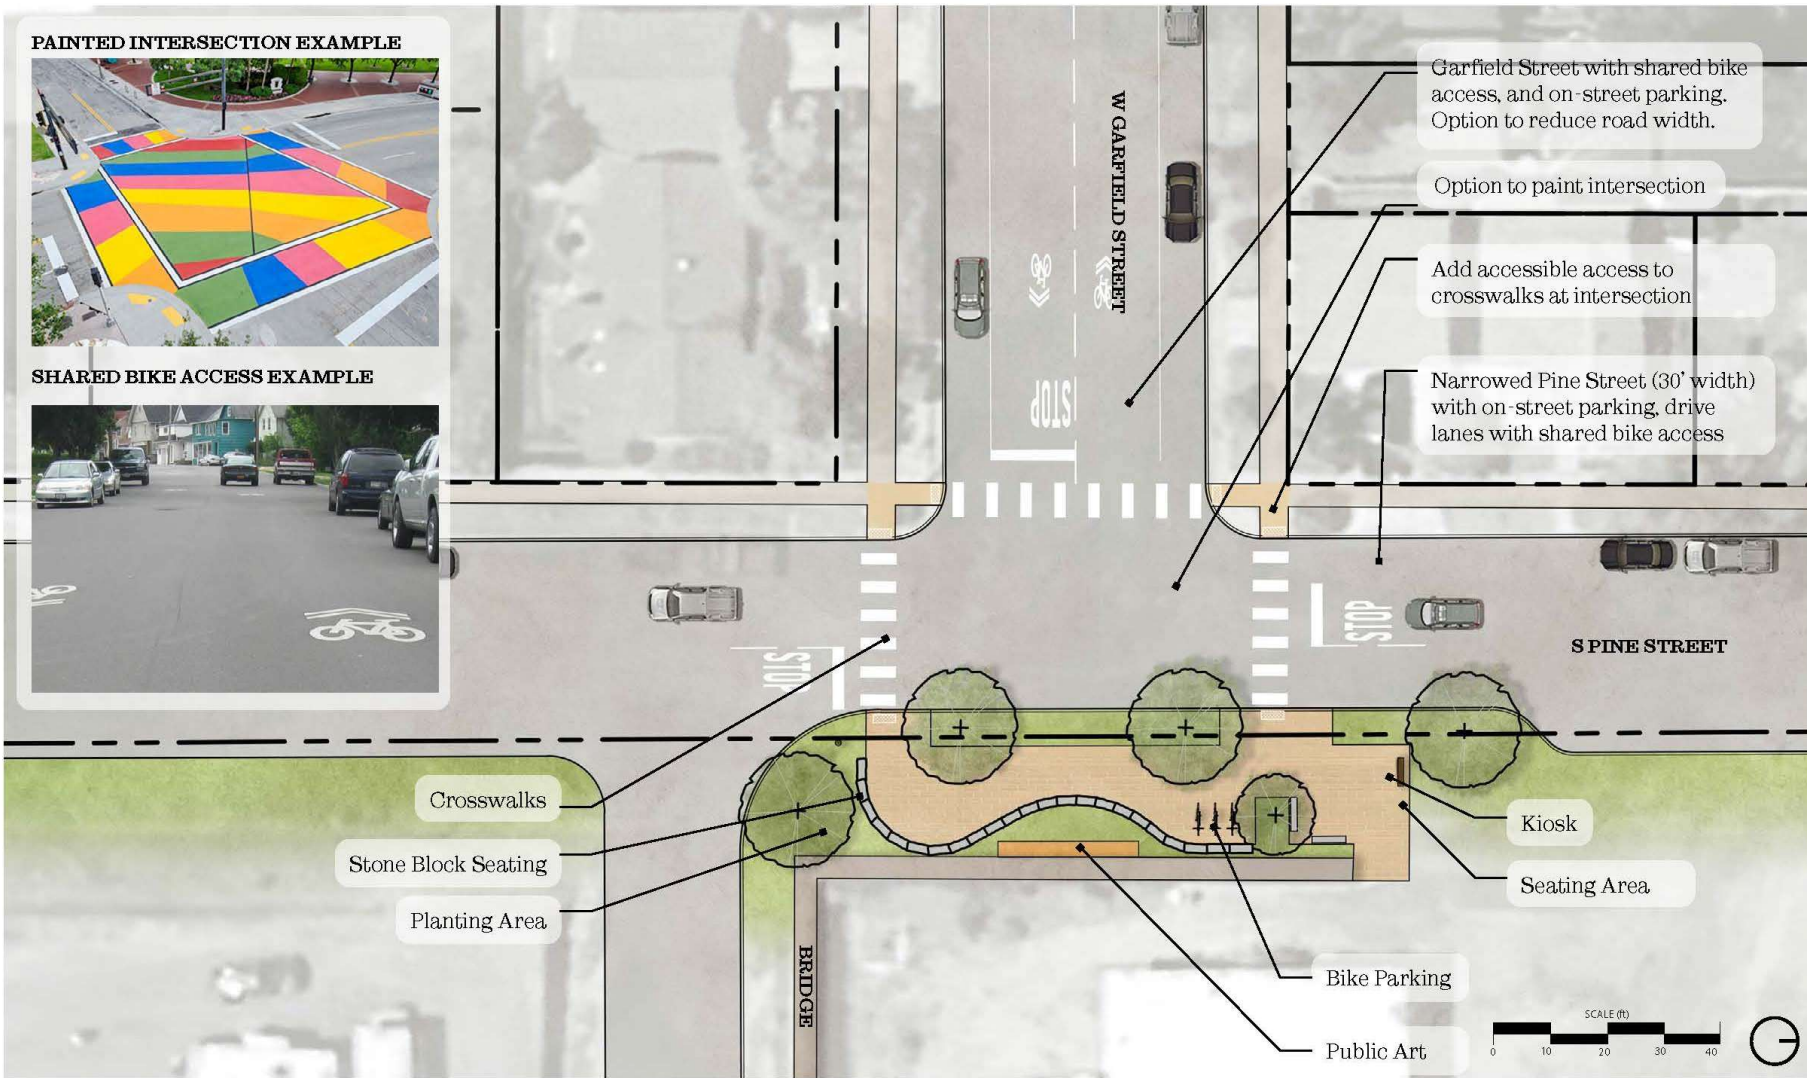 PAINTED INTERSECTION EXAMPLE
SHARED BIKE ACCESS EXAMPLE
W GARFIELD STREET
STOP
Garfield Street with shared bike
access, and on-street parking.
Option to reduce road width.
Option to paint intersection
Add accessible access to
crosswalks at intersection
Narrowed Pine Street (30' width)
with on-street parking, drive
lanes with shared bike access
STOP
STOP
S PINE STREET
Crosswalks
Stone Block Seating
Planting Area
BRIDGE
Kiosk
Seating Area
Bike Parking
Public Art
SCALE (ft)
0 10 20 30 40